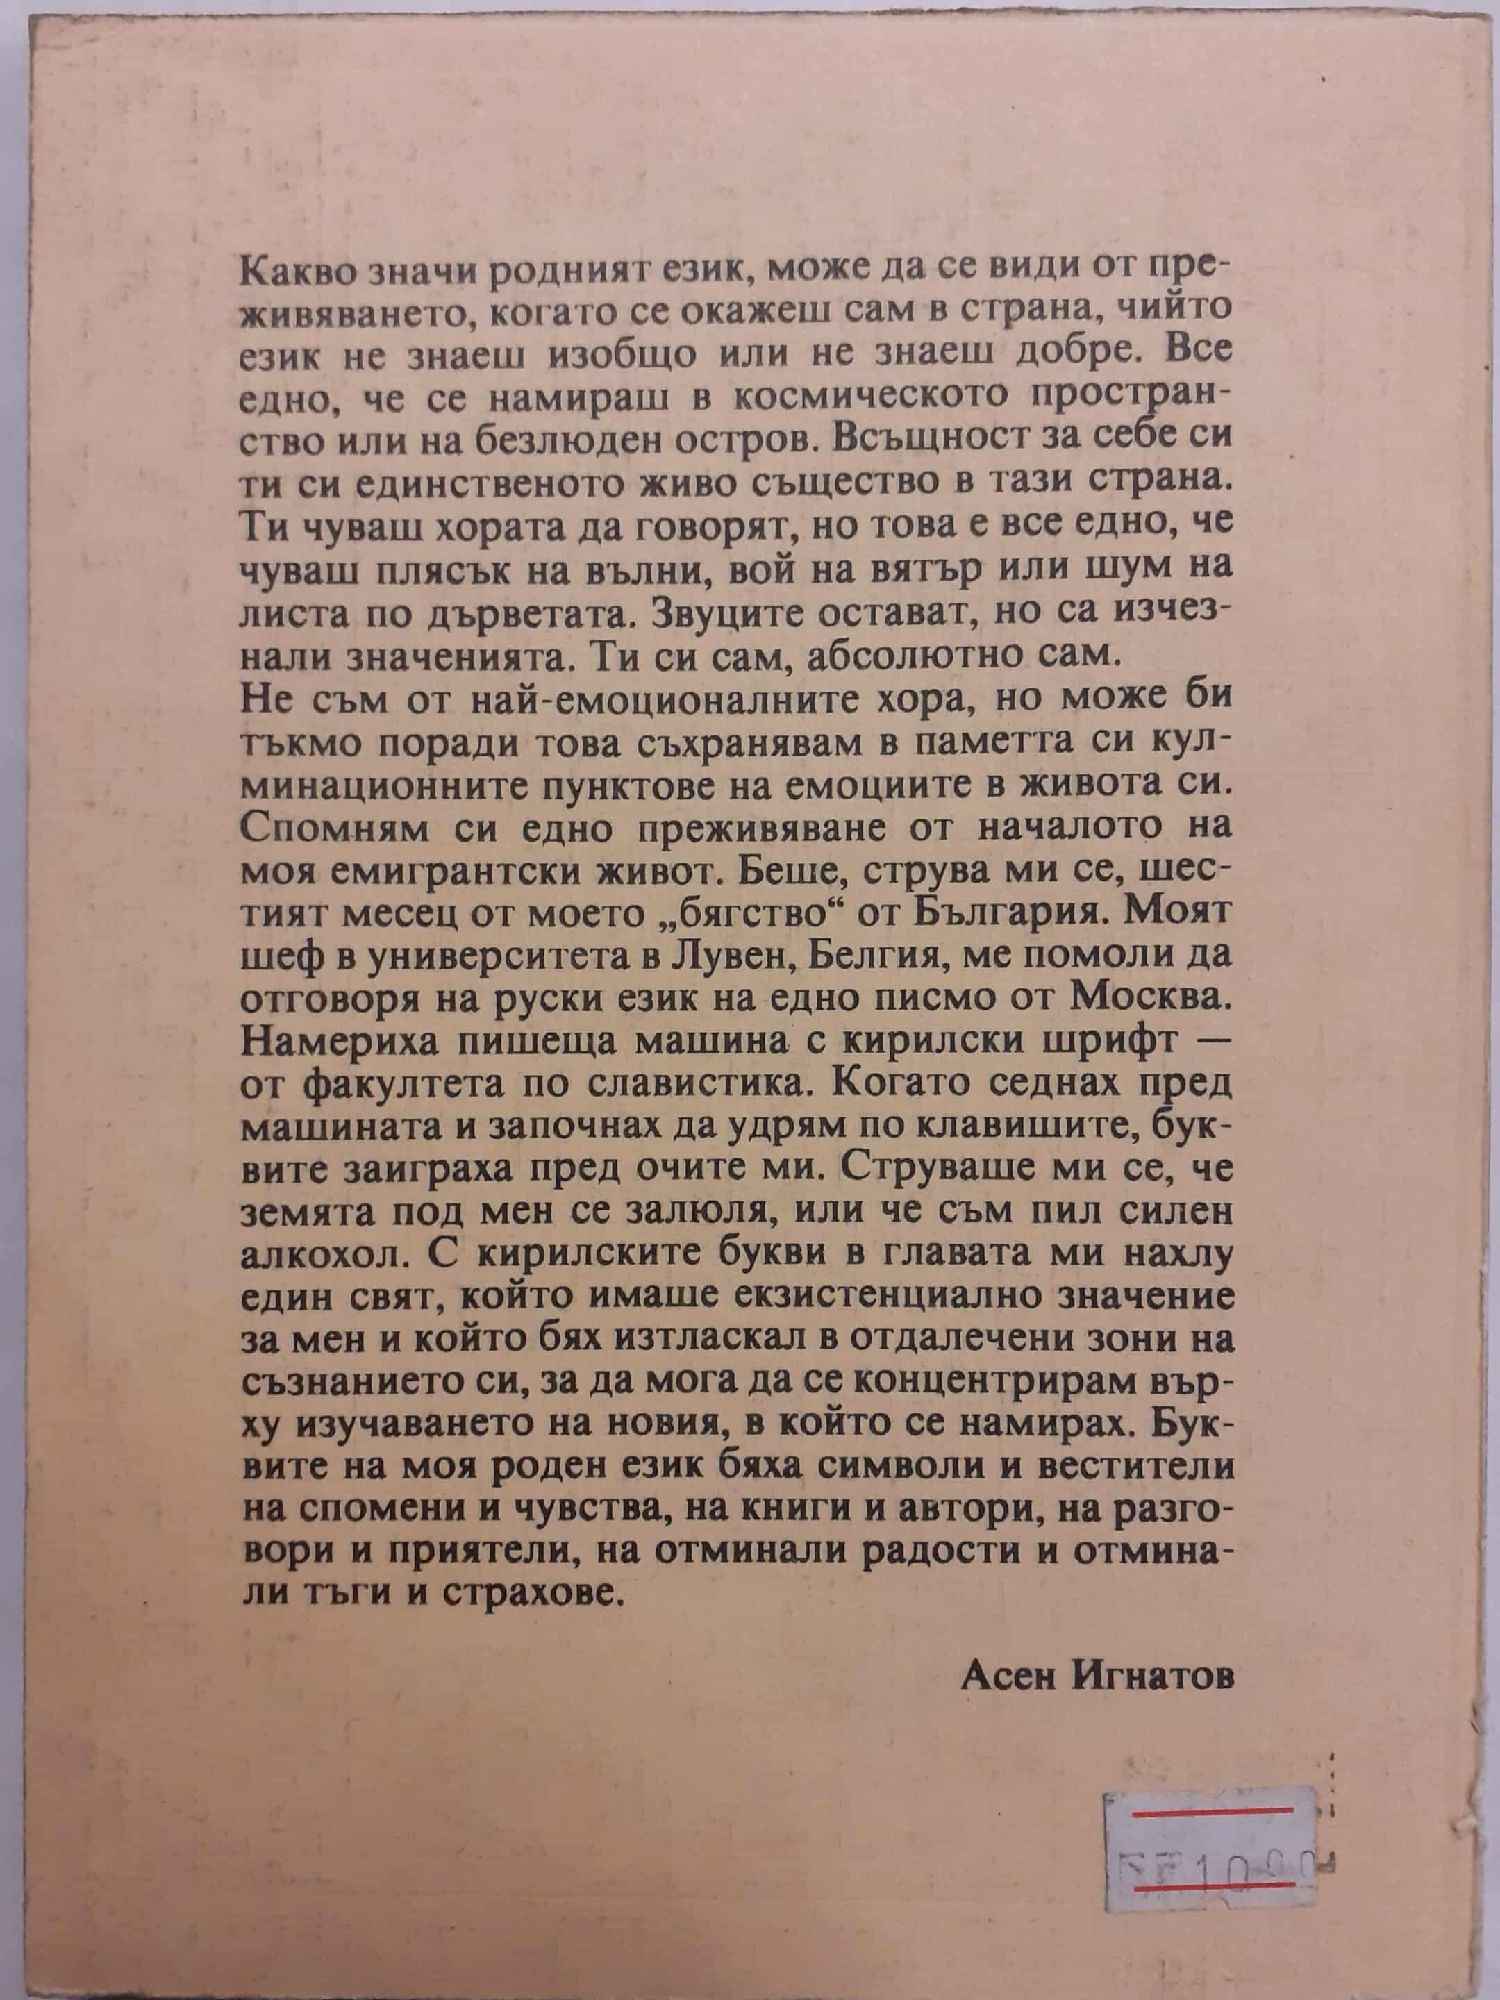 Какво значи родният език, може да се види от пре-
живяването, когато се окажеш сам в страна, чийто
език не знаеш изобщо или не знаеш добре. Все
едно, че се намираш в космическото простран-
ство или на безлюден остров. Всъщност за себе си
ти си единственото живо същество в тази страна.
Ти чуваш хората да говорят, но това е все едно, че
чуваш плясък на вълни, вой на вятър или шум на
листа по дърветата. Звуците остават, но са изчез-
нали значенията. Ти си сам, абсолютно сам.
Не съм от най-емоционалните хора, но може би
тъкмо поради това съхранявам в паметта си кул-
минационните пунктове на емоциите в живота си.
Спомням си едно преживяване от началото на
моя емигрантски живот. Беше, струва ми се, шес-
тият месец от моето „бягство“ от България. Моят
шеф в университета в Лувен, Белгия, ме помоли да
отговоря на руски език на едно писмо от Москва.
Намериха пишеща машина с кирилски шрифт —
от факултета по славистика. Когато седнах пред
машината и започнах да удрям по клавишите, бук-
вите заиграха пред очите ми. Струваше ми се, че
земята под мен се залюля, или че съм пил силен
алкохол. С кирилските букви в главата ми нахлу
един свят, който имаше екзистенциално значение
за мен и който бях изтласкал в отдалечени зони на
съзнанието си, за да мога да се концентрирам вър-
ху изучаването на новия, в който се намирах. Бук-
вите на моя роден език бяха символи и вестители
на спомени и чувства, на книги и автори, на разго-
вори и приятели, на отминали радости и отмина-
ли тъги и страхове.
Асен Игнатов